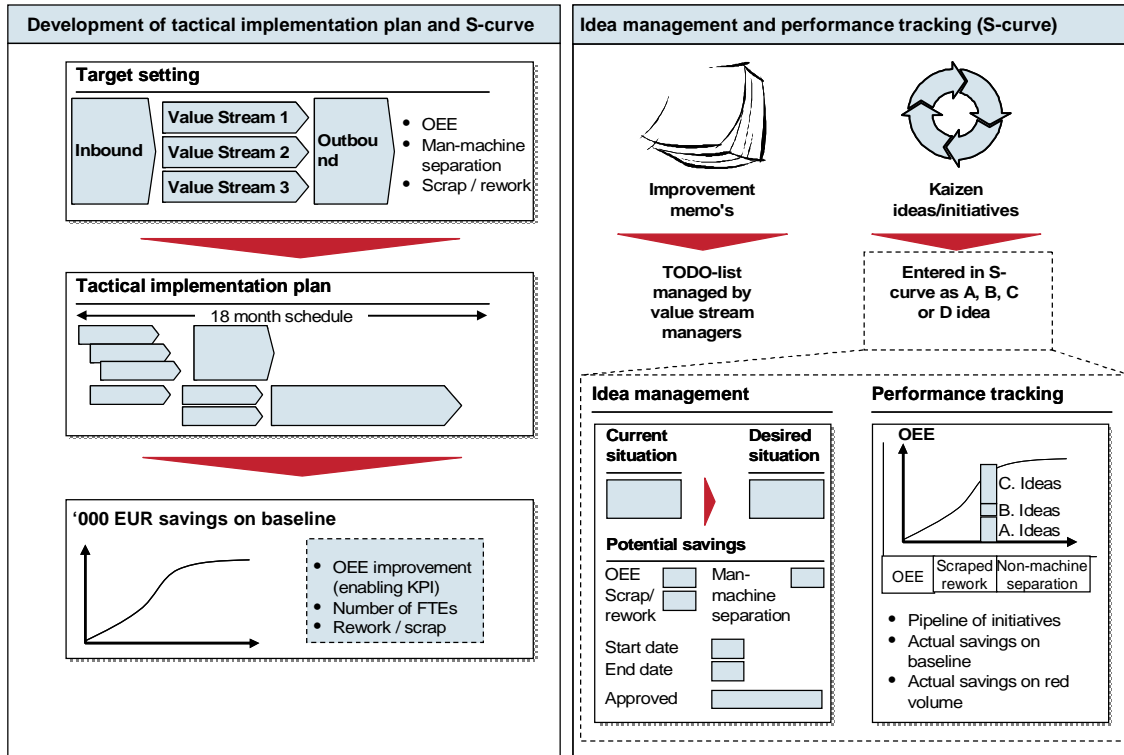 Development of tactical implementation plan and S-curve
Target setting
Inbound
Value Stream 1
Value Stream 2
Value Stream 3
Outbou
nd
• OEE
• Man-machine
separation
• Scrap / rework
Tactical implementation plan
18 month schedule
‘000 EUR savings on baseline
• OEE improvement
(enabling KPI)
• Number of FTEs
• Rework / scrap
Idea management and performance tracking (S-curve)
Improvement
memo's
Kaizen
ideas/initiatives
TODO-list
managed by
value stream
managers
Entered in S-
curve as A, B, C
or D idea
Idea management
Current
situation
Desired
situation
Potential savings
OEE
Scrap/
rework
Man-
machine
separation
Start date
End date
Approved
Performance tracking
OEE
C. Ideas
B. Ideas
A. Ideas
OEE
Scraped
rework
Non-machine
separation
• Pipeline of initiatives
• Actual savings on
baseline
• Actual savings on red
volume